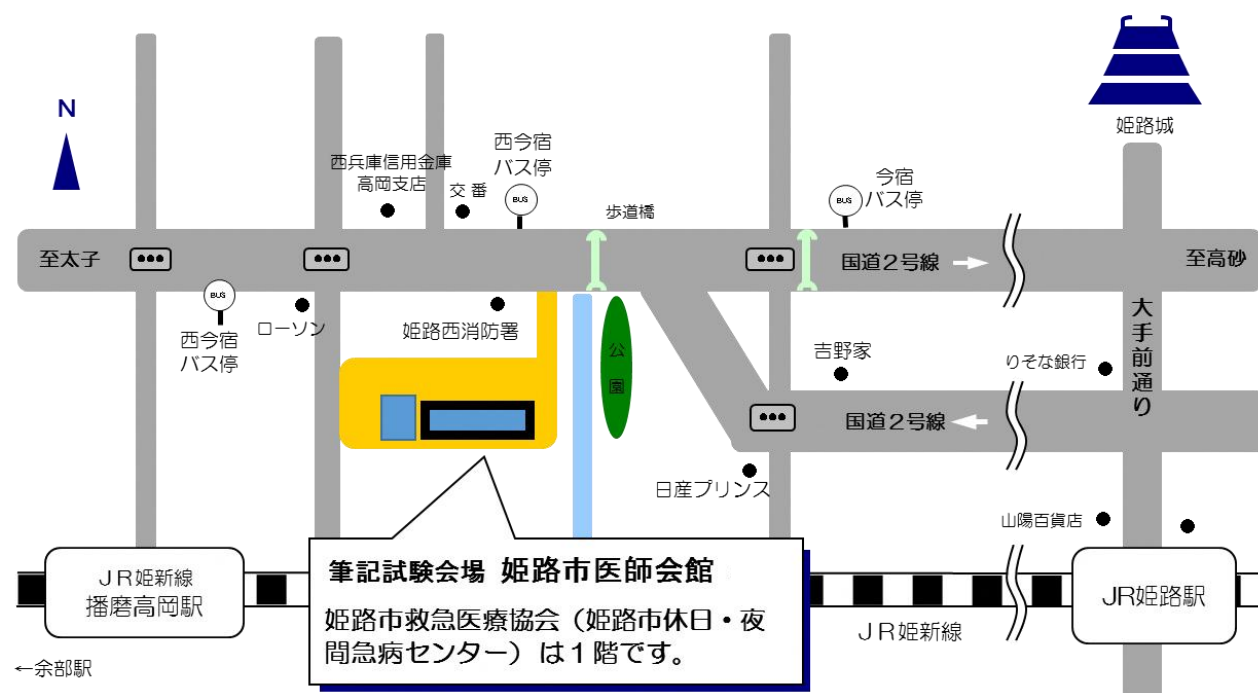 N
姫路城
西今宿
バス停
西兵庫信用金庫
高岡支店
交番
BUS
歩道橋
今宿
バス停
BUS
至太子
国道2号線
至高砂
BUS
西今宿
バス停
ローソン
姫路西消防署
公園
吉野家
りそな銀行
大手前通り
国道2号線
日産プリンス
山陽百貨店
JR姫新線
播磨高岡駅
筆記試験会場 姫路市医師会館
姫路市救急医療協会（姫路市休日・夜
間急病センター）は1階です。
JR姫新線
JR姫路駅
←余部駅